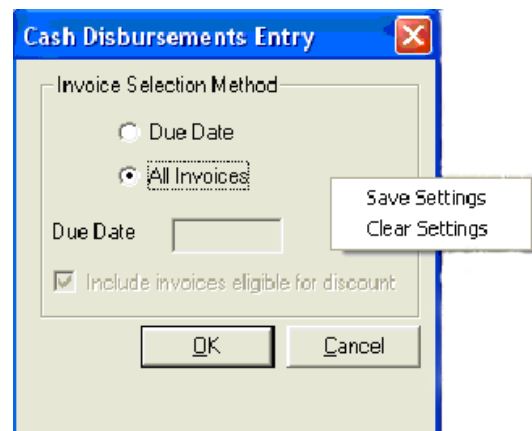 Cash Disbursements Entry
Invoice Selection Method
Due Date
All Invoices
Save Settings
Clear Settings
Due Date
Include invoices eligible for discount
OK
Cancel